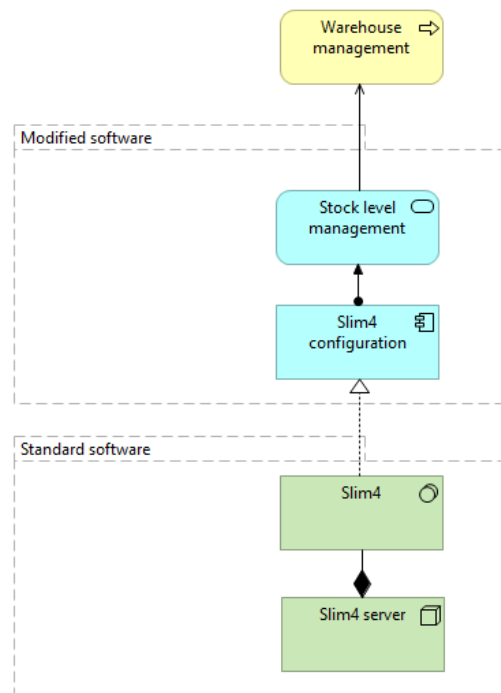 Warehouse
management
Modified software
Stock level
management
Slim4
configuration
Standard software
Slim4
Slim4 server